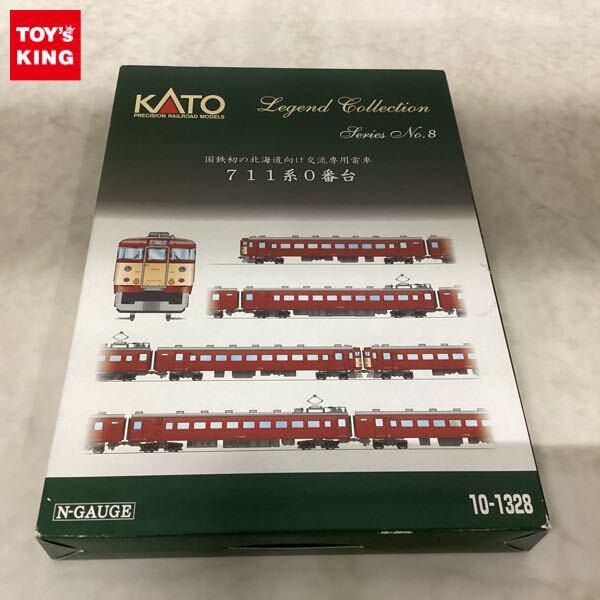 TOY's
KING
KATO
PRECISION RAILROAD MODELS
Legend Collection
Series No.8
国鉄初の北海道向け交流専用電車
711系0番台
N-GAUGE
10-1328